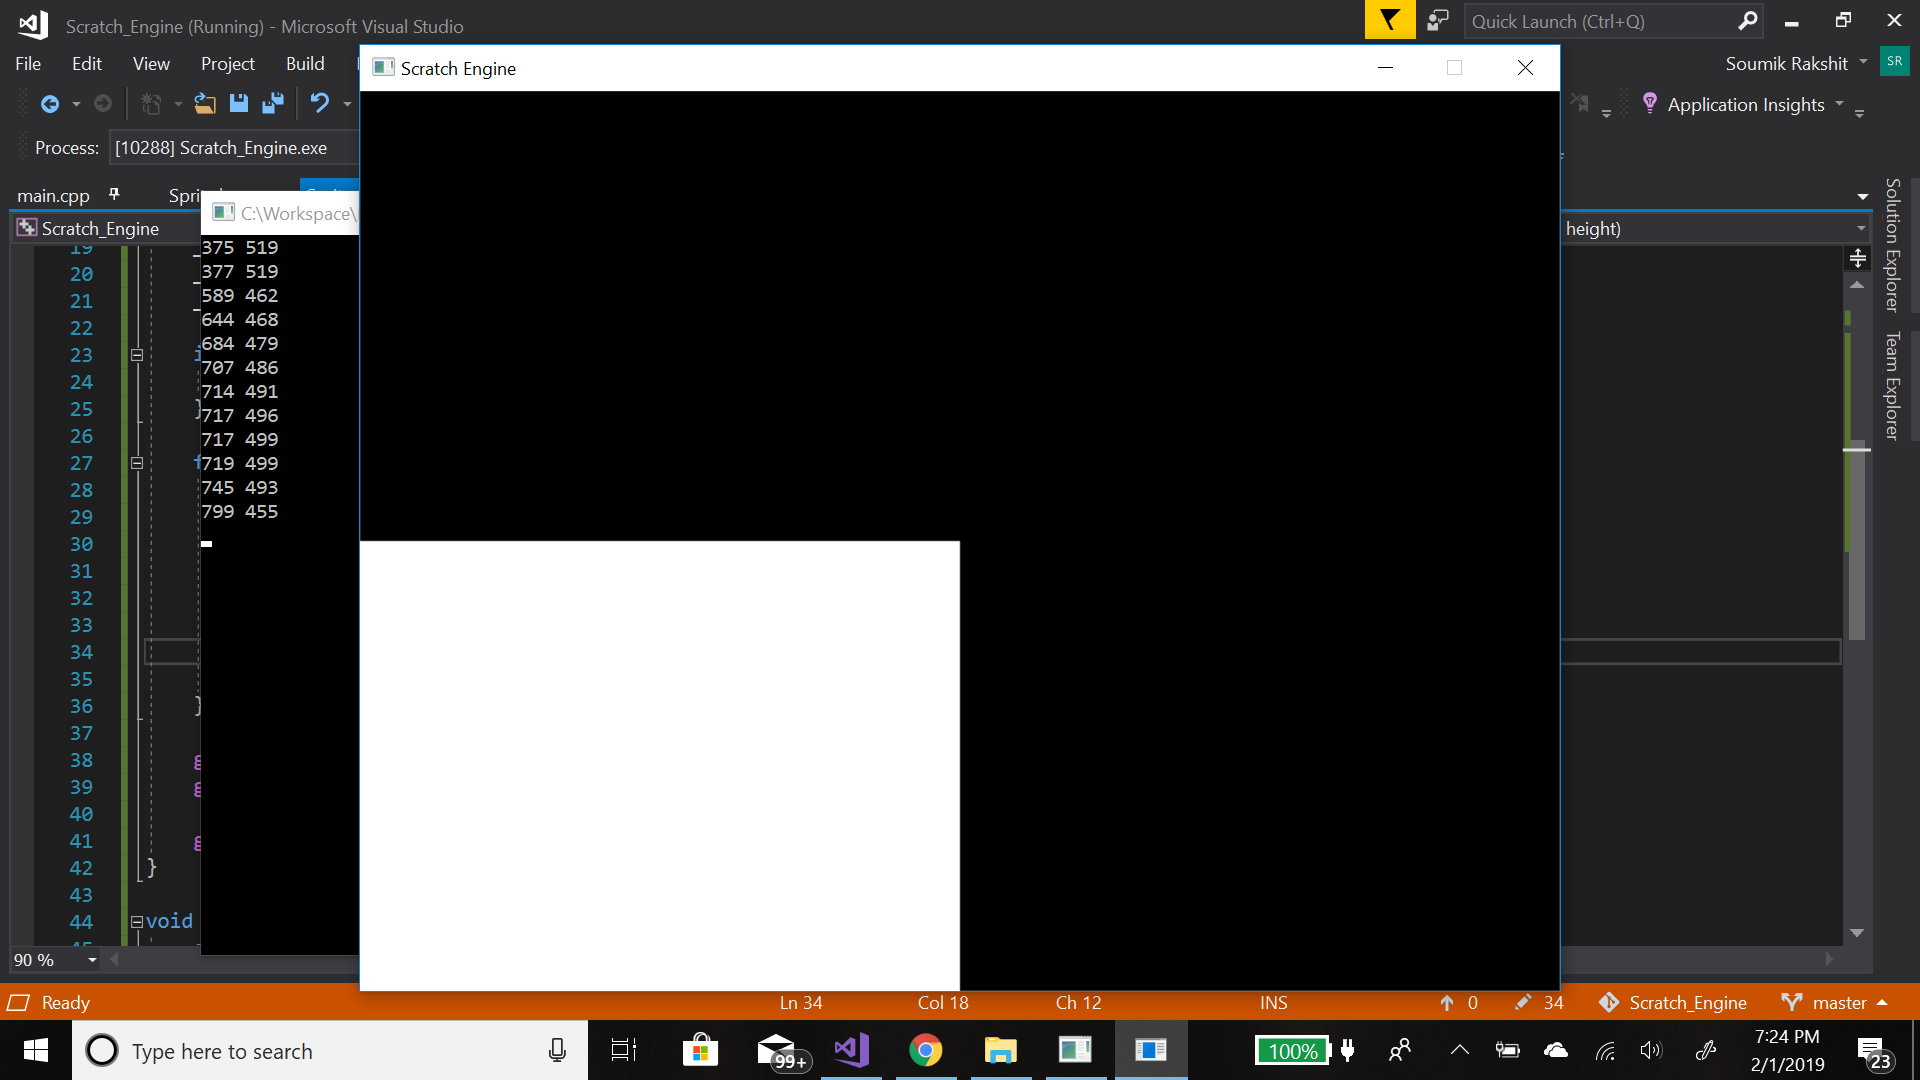 Scratch_Engine (Running) - Microsoft Visual Studio
Quick Launch (Ctrl+Q)
File Edit View Project Build
Soumik Rakshit SR
Scratch Engine
Application Insights
Process: [10288] Scratch_Engine.exe
main.cpp
C:\Workspace\
Scratch_Engine
height)
Solution Explorer
Team Explorer
375 519
377 519
589 462
644 468
684 479
707 486
714 491
717 496
717 499
719 499
745 493
799 455
19
20
21
22
23
24
25 }
26
27
28
29
30
31
32
33
34
35
36 }
37
38 g
39 g
40
41 g
42 }
43
44 void
45
90 %
Ready
Ln 34 Col 18 Ch 12 INS
0 34 Scratch_Engine master
Type here to search
99+
100%
7:24 PM
2/1/2019
23